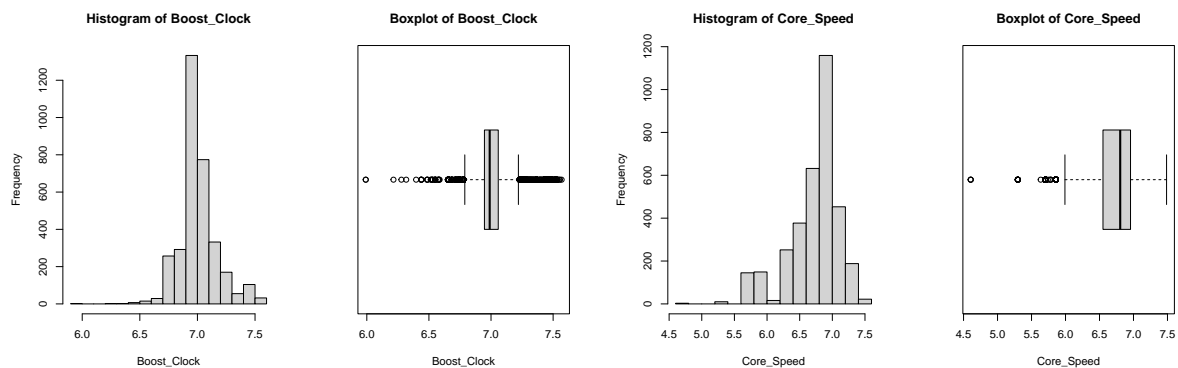 Histogram of Boost_Clock
Frequency
0 200 400 600 800 1000 1200
6.0 6.5 7.0 7.5
Boost_Clock
Boxplot of Boost_Clock
6.0 6.5 7.0 7.5
Boost_Clock
Histogram of Core_Speed
Frequency
0 200 400 600 800 1000 1200
4.5 5.0 5.5 6.0 6.5 7.0 7.5
Core_Speed
Boxplot of Core_Speed
4.5 5.0 5.5 6.0 6.5 7.0 7.5
Core_Speed